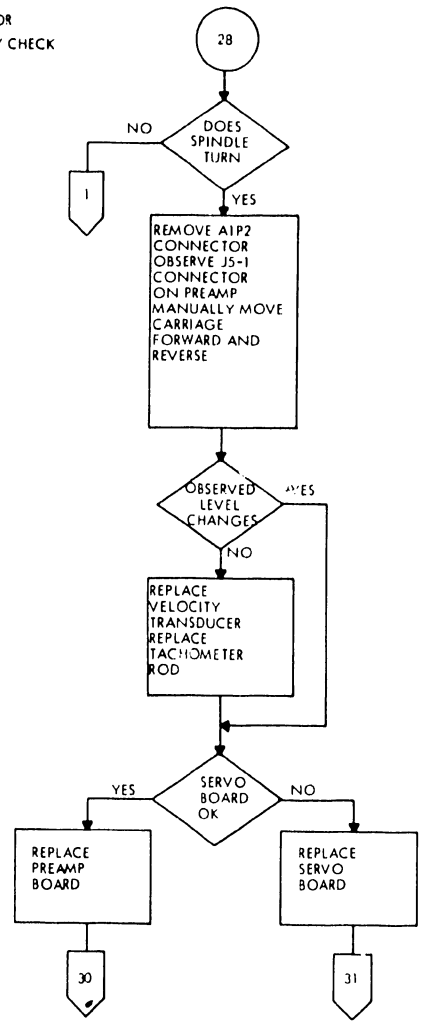 OR
Y CHECK
28
DOES
SPINDLE
TURN
NO
1
YES
REMOVE A1P2
CONNECTOR
OBSERVE J5-1
CONNECTOR
ON PREAMP
MANUALLY MOVE
CARRIAGE
FORWARD AND
REVERSE
OBSERVED
LEVEL
CHANGES
YES
NO
REPLACE
VELOCITY
TRANSDUCER
REPLACE
TACHOMETER
ROD
SERVO
BOARD
OK
YES
NO
REPLACE
PREAMP
BOARD
REPLACE
SERVO
BOARD
30
31